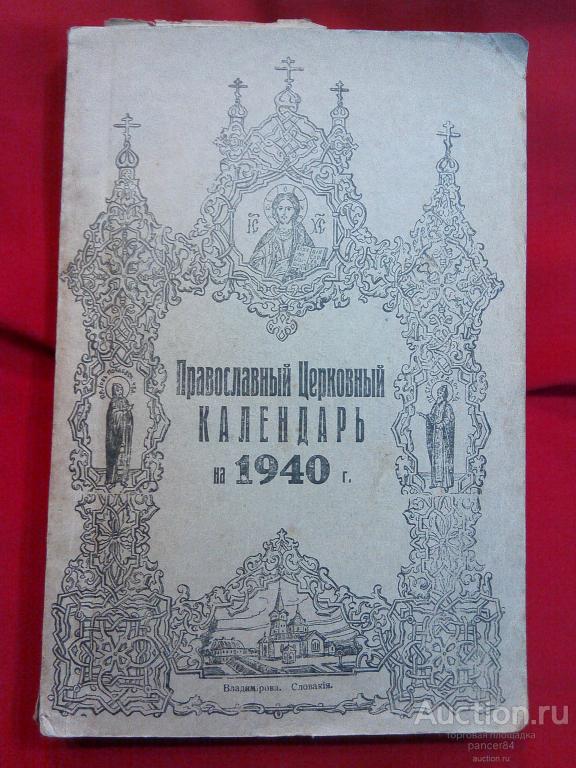 ІС ХС
Православный Церковный
КАЛЕНДАРЬ
на 1940 г.
Владимірова. Словакія.
Auction.ru
торговая площадка
pancer84
auction.ru